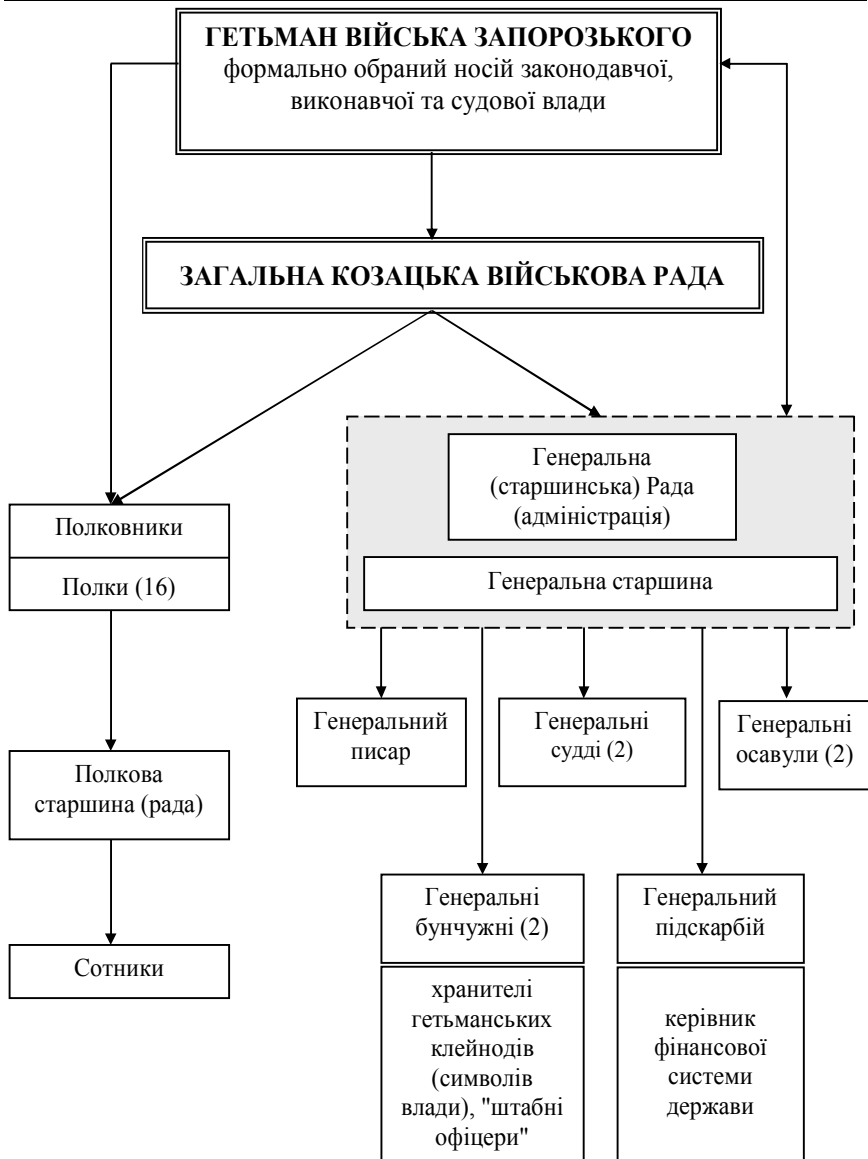 ГЕТЬМАН ВІЙСЬКА ЗАПОРОЗЬКОГО
формально обраний носій законодавчої,
виконавчої та судової влади
ЗАГАЛЬНА КОЗАЦЬКА ВІЙСЬКОВА РАДА
Генеральна
(старшинська) Рада
(адміністрація)
Генеральна старшина
Полковники
Полки (16)
Полкова
старшина (рада)
Сотники
Генеральний
писар
Генеральні
судді (2)
Генеральні
осавули (2)
Генеральні
бунчужні (2)
хранителі
гетьманських
клейнодів
(символів
влади), "штабні
офіцери"
Генеральний
підскарбій
керівник
фінансової
системи
держави